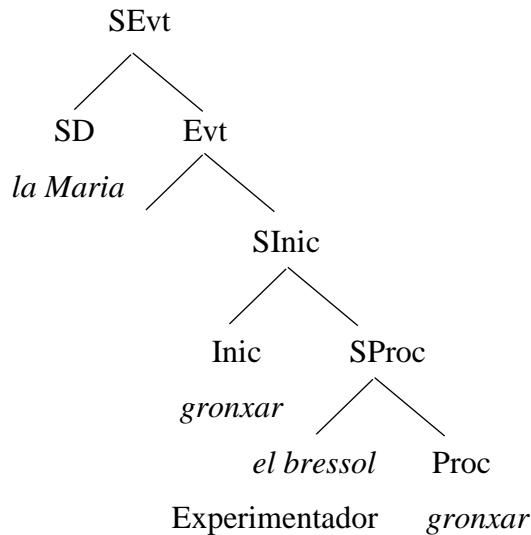 SEvt
SD Evt
la Maria
SInic
Inic SProc
gronxar
el bressol Proc
Experimentador gronxar